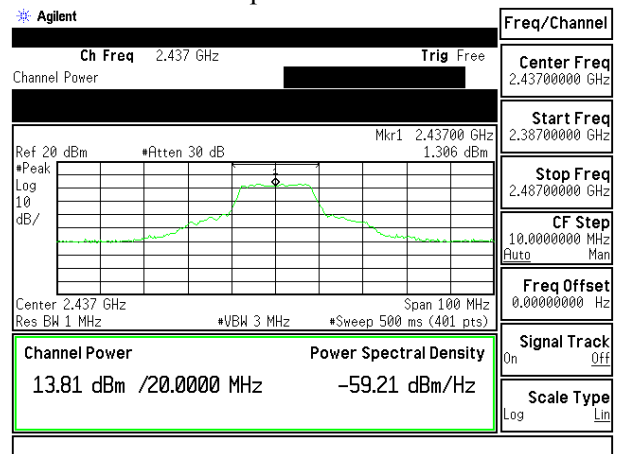 Agilent
Freq/Channel
Ch Freq 2.437 GHz Trig Free
Channel Power
Center Freq
2.43700000 GHz
Start Freq
2.38700000 GHz
Stop Freq
2.48700000 GHz
CF Step
10.0000000 MHz
Auto Man
Freq Offset
0.00000000 Hz
Signal Track
On Off
Scale Type
Log Lin
Mkr1 2.43700 GHz
Ref 20 dBm #Atten 30 dB 1.306 dBm
#Peak
Log
10
dB/
1
Center 2.437 GHz Span 100 MHz
Res BW 1 MHz #VBW 3 MHz #Sweep 500 ms (401 pts)
Channel Power Power Spectral Density
13.81 dBm /20.0000 MHz -59.21 dBm/Hz